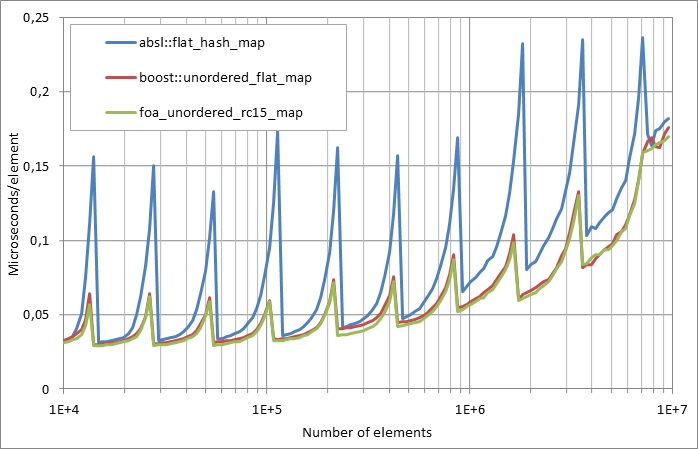 0,25
0,2
0,15
0,1
0,05
0
absl::flat_hash_map
boost::unordered_flat_map
foa_unordered_rc15_map
Microseconds/element
1E+4
1E+5
1E+6
1E+7
Number of elements